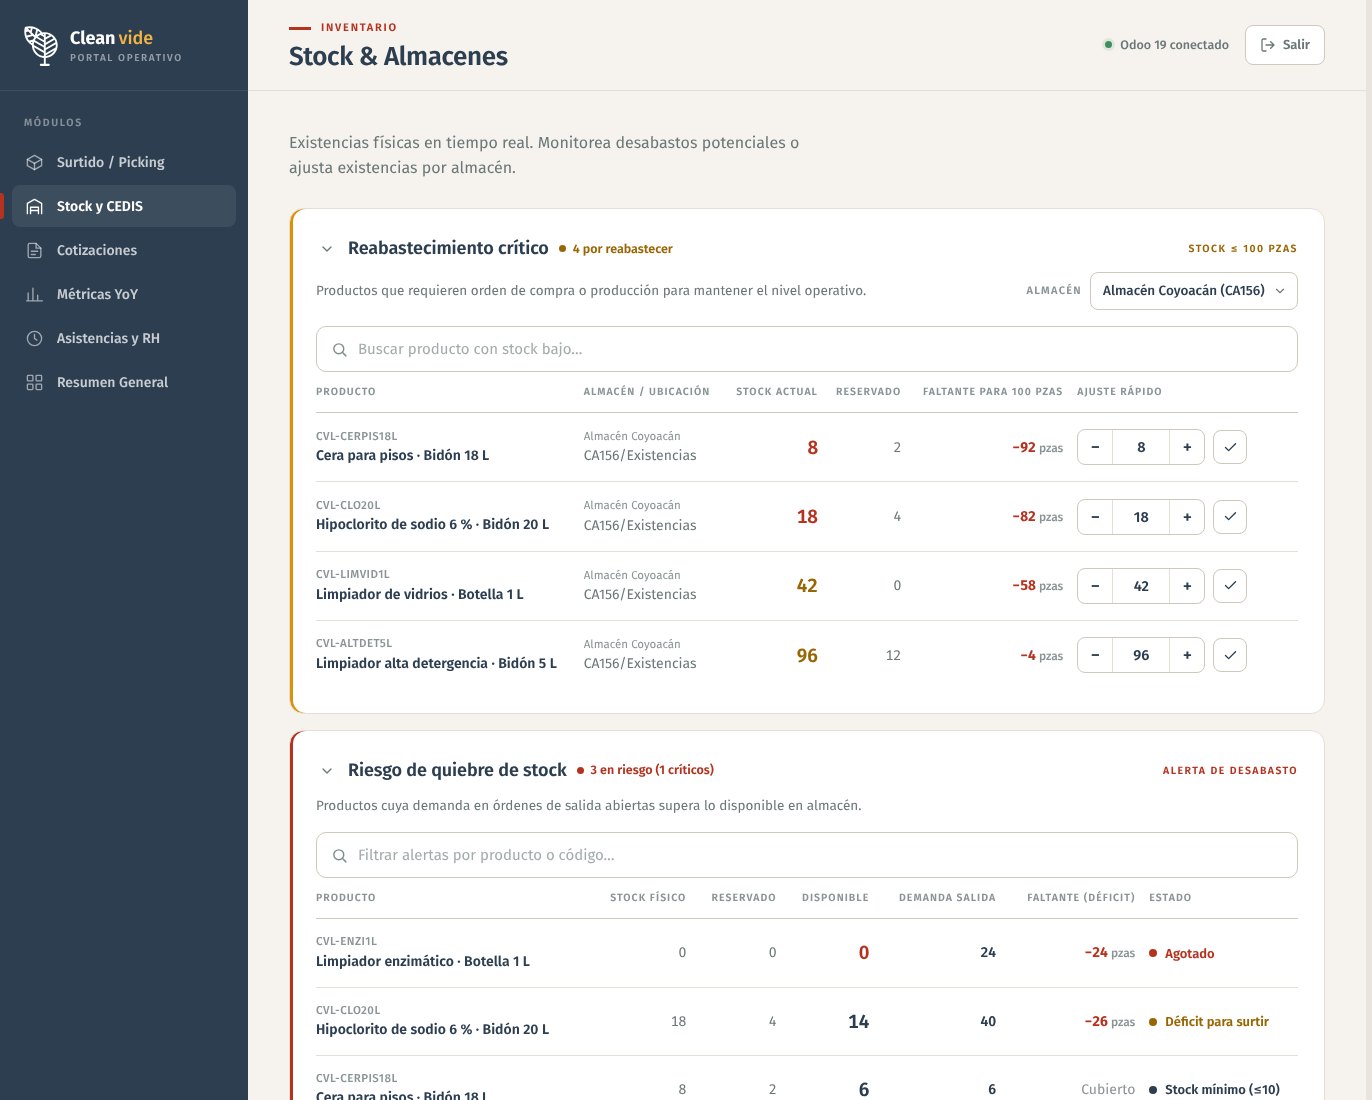 Clean vide
PORTAL OPERATIVO
MÓDULOS
Surtido / Picking
Stock y CEDIS
Cotizaciones
Métricas YoY
Asistencias y RH
Resumen General
INVENTARIO
Stock & Almacenes
Odoo 19 conectado
Salir
Existencias físicas en tiempo real. Monitorea desabastos potenciales o
ajusta existencias por almacén.
Reabastecimiento crítico
4 por reabastecer
STOCK ≤ 100 PZAS
Productos que requieren orden de compra o producción para mantener el nivel operativo.
ALMACÉN
Almacén Coyoacán (CA156)
Buscar producto con stock bajo...
PRODUCTO ALMACÉN / UBICACIÓN STOCK ACTUAL RESERVADO FALTANTE PARA 100 PZAS AJUSTE RÁPIDO
CVL-CERPIS18L Almacén Coyoacán
Cera para pisos · Bidón 18 L CA156/Existencias 8 2 −92 pzas − 8 +
CVL-CLO20L Almacén Coyoacán
Hipoclorito de sodio 6 % · Bidón 20 L CA156/Existencias 18 4 −82 pzas − 18 +
CVL-LIMVID1L Almacén Coyoacán
Limpiador de vidrios · Botella 1 L CA156/Existencias 42 0 −58 pzas − 42 +
CVL-ALTDET5L Almacén Coyoacán
Limpiador alta detergencia · Bidón 5 L CA156/Existencias 96 12 −4 pzas − 96 +
Riesgo de quiebre de stock
3 en riesgo (1 críticos)
ALERTA DE DESABASTO
Productos cuya demanda en órdenes de salida abiertas supera lo disponible en almacén.
Filtrar alertas por producto o código...
PRODUCTO STOCK FÍSICO RESERVADO DISPONIBLE DEMANDA SALIDA FALTANTE (DÉFICIT) ESTADO
CVL-ENZI1L
Limpiador enzimático · Botella 1 L 0 0 0 24 −24 pzas Agotado
CVL-CLO20L
Hipoclorito de sodio 6 % · Bidón 20 L 18 4 14 40 −26 pzas Déficit para surtir
CVL-CERPIS18L
Cera para pisos · Bidón 18 L 8 2 6 6 Cubierto Stock mínimo (≤10)